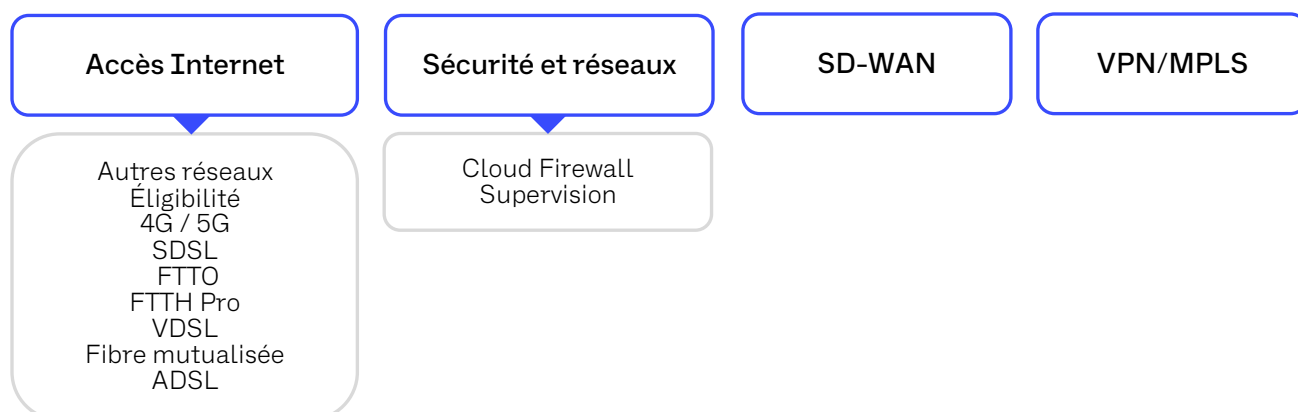 Accès Internet
Sécurité et réseaux
SD-WAN
VPN/MPLS
Autres réseaux
Éligibilité
4G / 5G
SDSL
FTTO
FTTH Pro
VDSL
Fibre mutualisée
ADSL
Cloud Firewall
Supervision